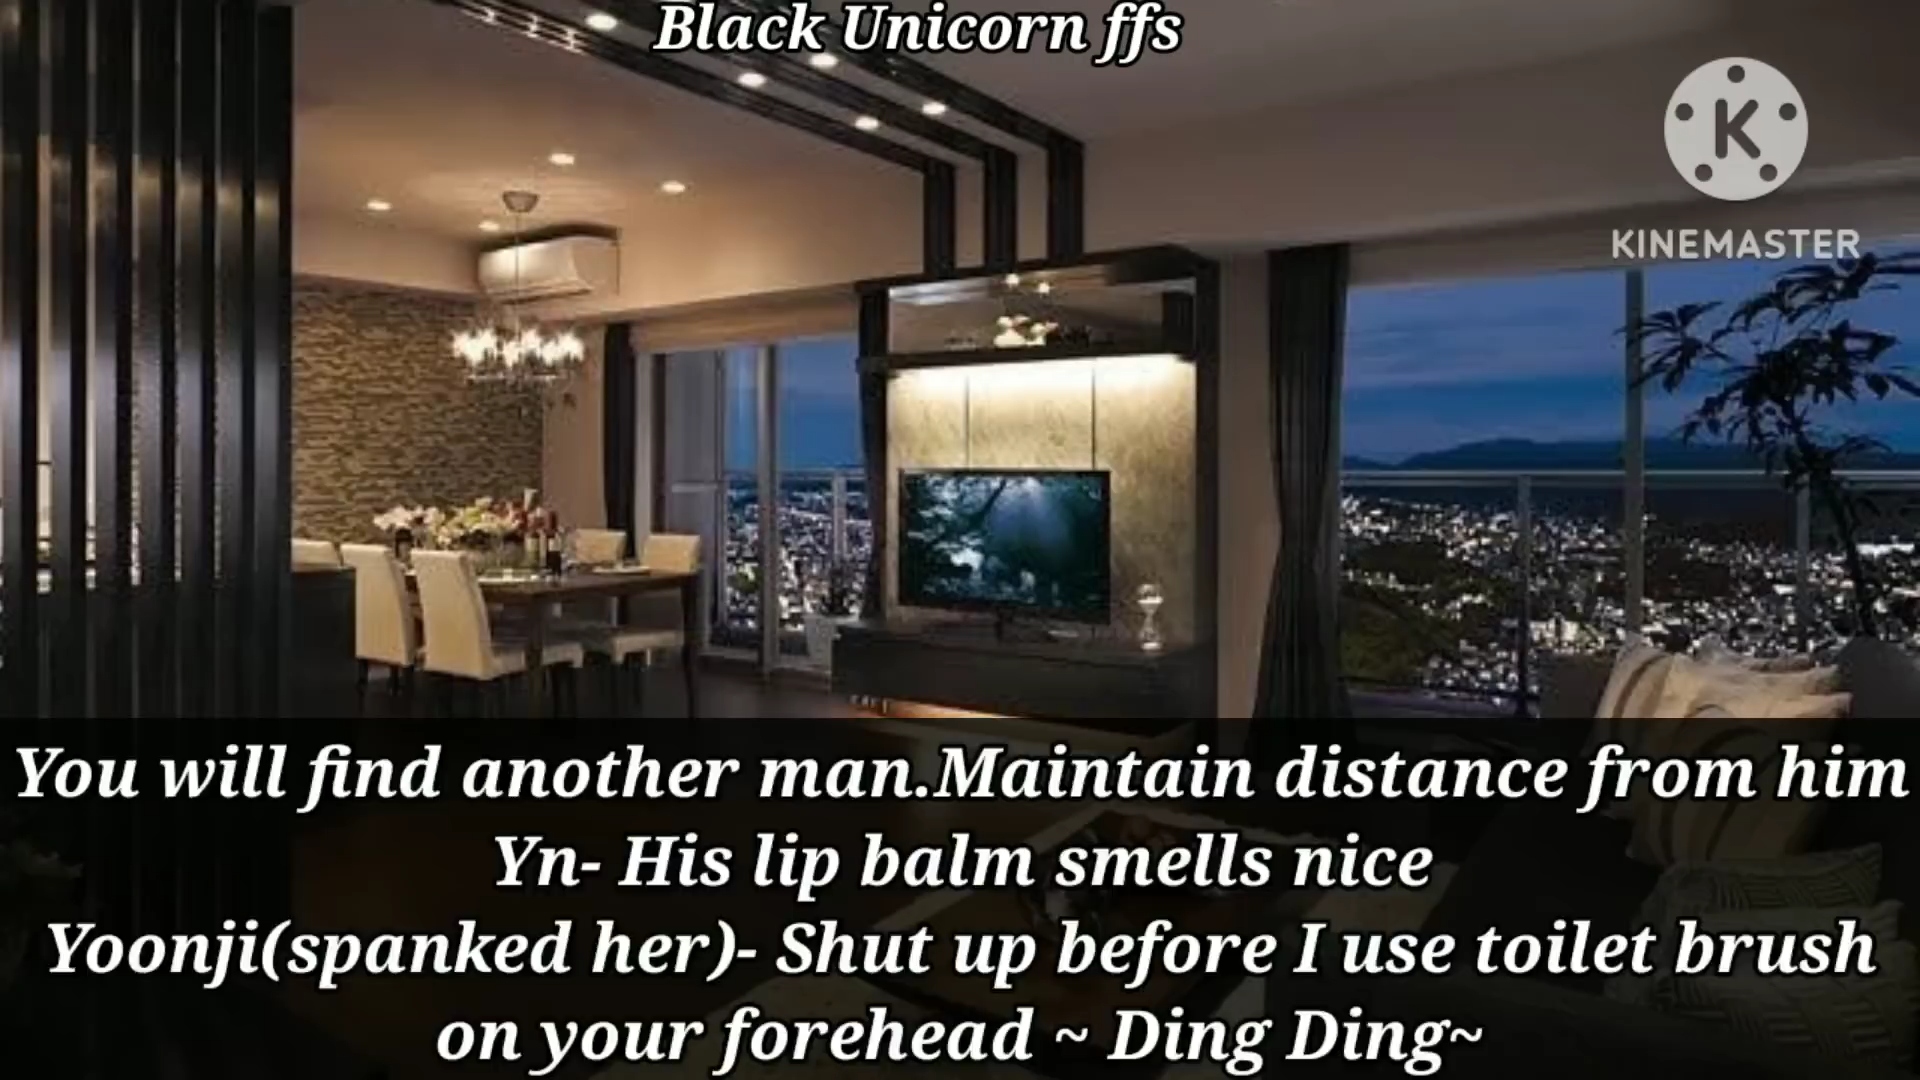 Black Unicorn ffs
KINEMASTER
You will find another man.Maintain distance from him
Yn- His lip balm smells nice
Yoonji(spanked her)- Shut up before I use toilet brush
on your forehead ~ Ding Ding~